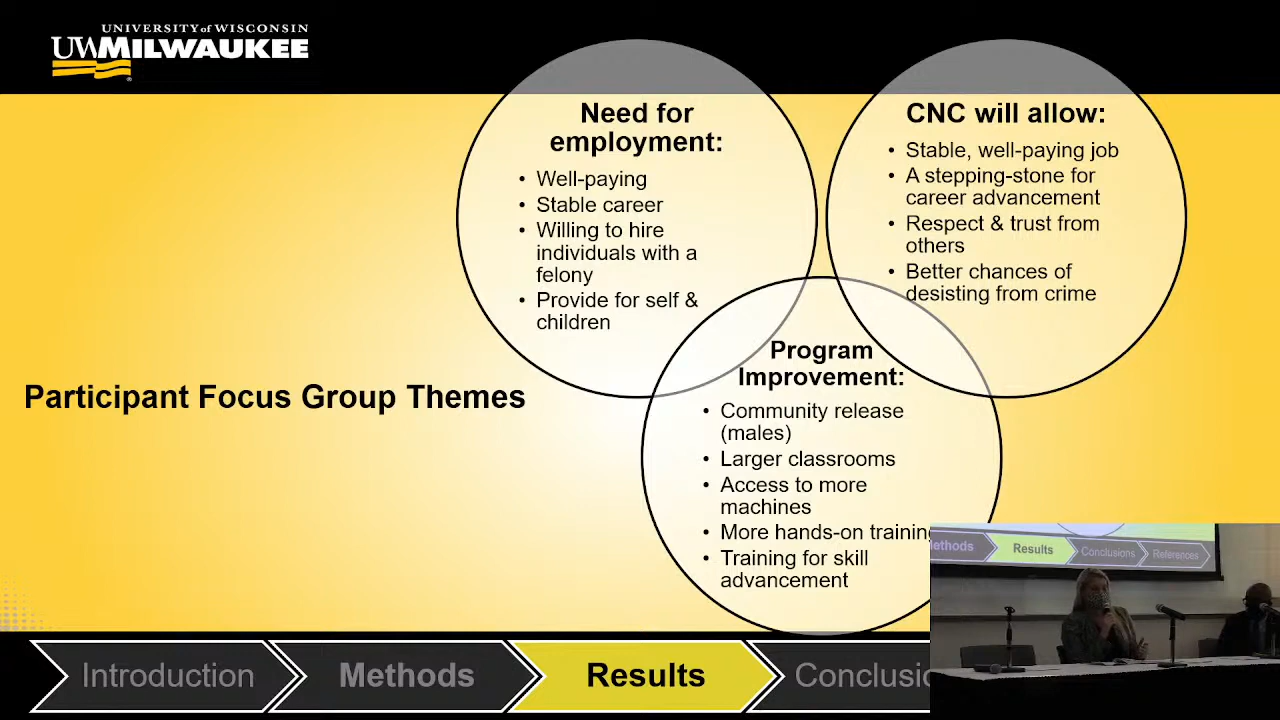 UNIVERSITY of WISCONSIN
UWMILWAUKEE
Need for
employment:
• Well-paying
• Stable career
• Willing to hire
individuals with a
felony
• Provide for self &
children
CNC will allow:
• Stable, well-paying job
• A stepping-stone for
career advancement
• Respect & trust from
others
• Better chances of
desisting from crime
Participant Focus Group Themes
Program
Improvement:
• Community release
(males)
• Larger classrooms
• Access to more
machines
• More hands-on training
• Training for skill
advancement
Methods
Results
Conclusions
References
Introduction
Methods
Results
Conclusio